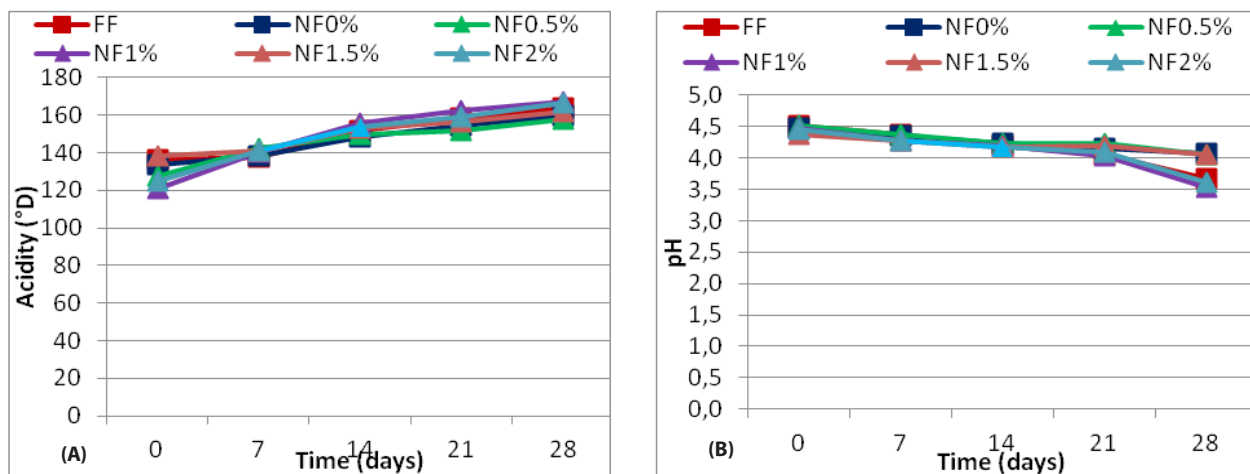 FF NF0% NF0.5%
NF1% NF1.5% NF2%
180
160
140
120
100
80
60
40
20
0
Acidity (°D)
0 7 14 21 28
Time (days)
(A)
FF NF0% NF0.5%
NF1% NF1.5% NF2%
5,0
4,5
4,0
3,5
3,0
2,5
2,0
1,5
1,0
0,5
0,0
pH
0 7 14 21 28
Time (days)
(B)